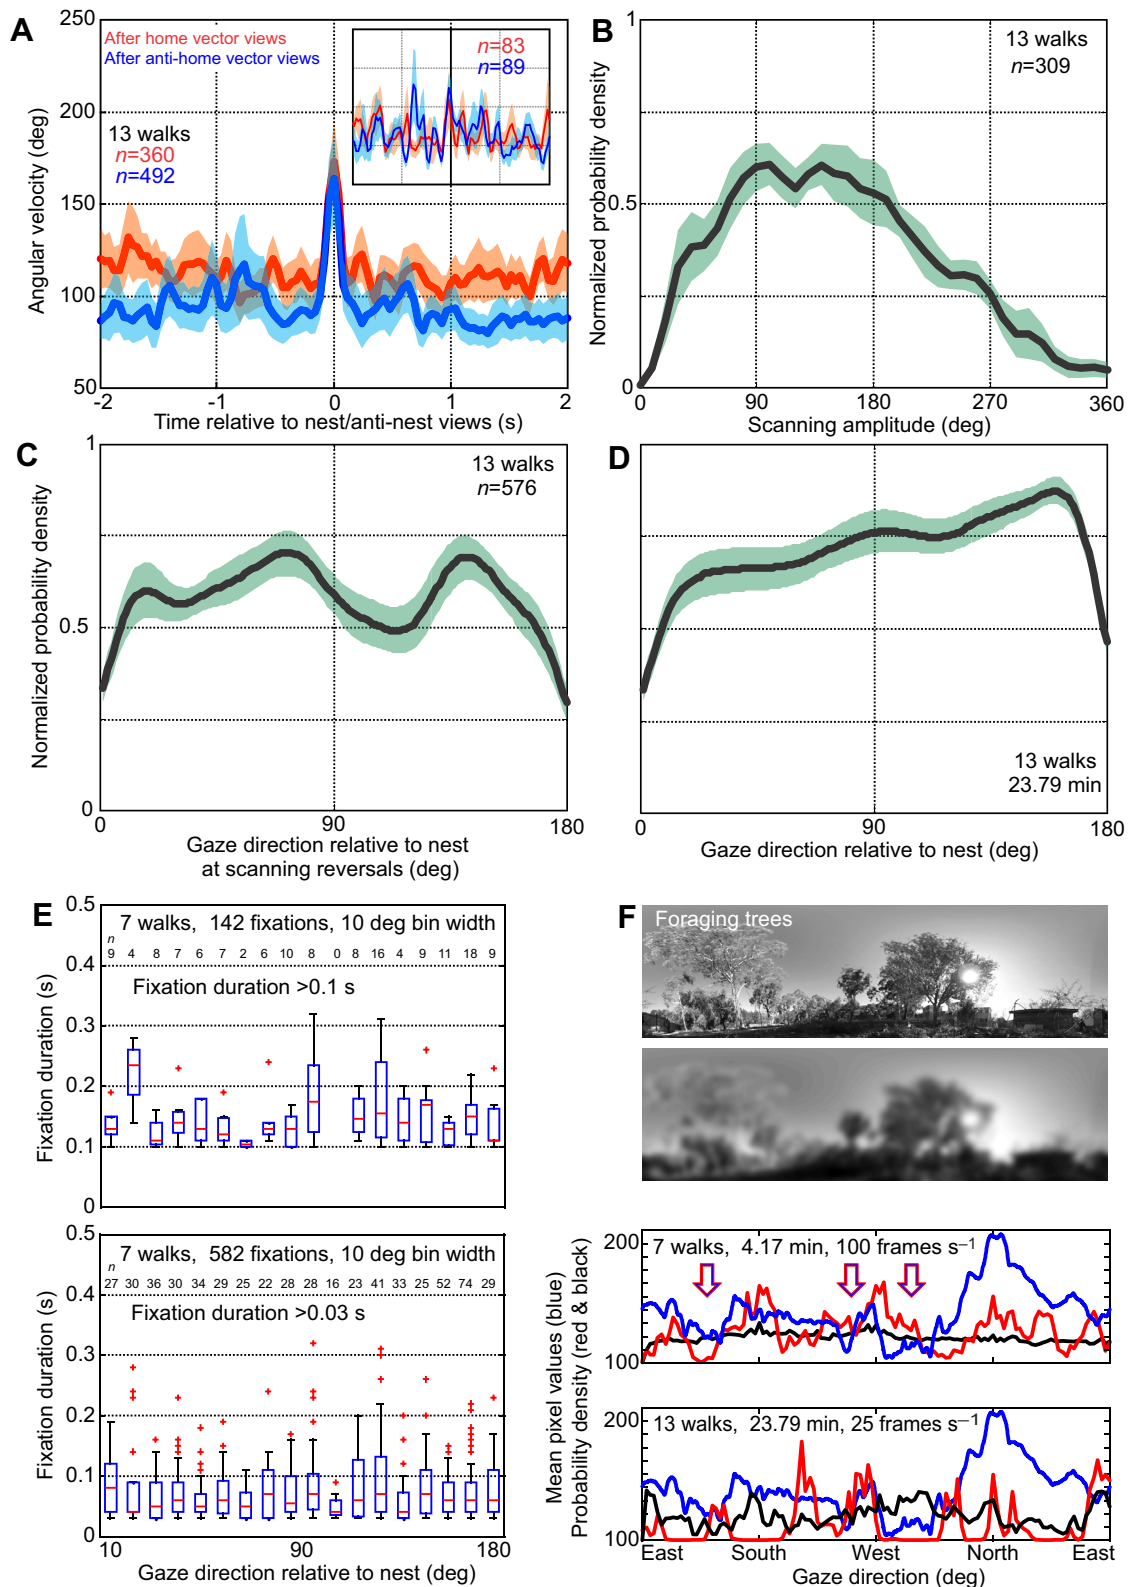 A
After home vector views
After anti-home vector views
13 walks
n=360
n=492
n=83
n=89
Angular velocity (deg)
250
200
150
100
50
-2
-1
0
1
2
Time relative to nest/anti-nest views (s)
B
13 walks
n=309
Normalized probability density
1
0.5
0
0
90
180
270
360
Scanning amplitude (deg)
C
13 walks
n=576
Normalized probability density
1
0.5
0
0
90
180
Gaze direction relative to nest
at scanning reversals (deg)
D
13 walks
23.79 min
0
90
180
Gaze direction relative to nest (deg)
E
7 walks, 142 fixations, 10 deg bin width
n
9 4 8 7 6 7 2 6 10 8 0 8 16 4 9 11 18 9
Fixation duration >0.1 s
Fixation duration (s)
0.5
0.4
0.3
0.2
0.1
0
7 walks, 582 fixations, 10 deg bin width
n
27 30 36 30 34 29 25 22 28 28 16 23 41 33 25 52 74 29
Fixation duration >0.03 s
Fixation duration (s)
0.5
0.4
0.3
0.2
0.1
0
10
90
180
Gaze direction relative to nest (deg)
F
Foraging trees
7 walks, 4.17 min, 100 frames s–1
200
100
13 walks, 23.79 min, 25 frames s–1
200
100
Mean pixel values (blue)
Probability density (red & black)
East
South
West
North
East
Gaze direction (deg)